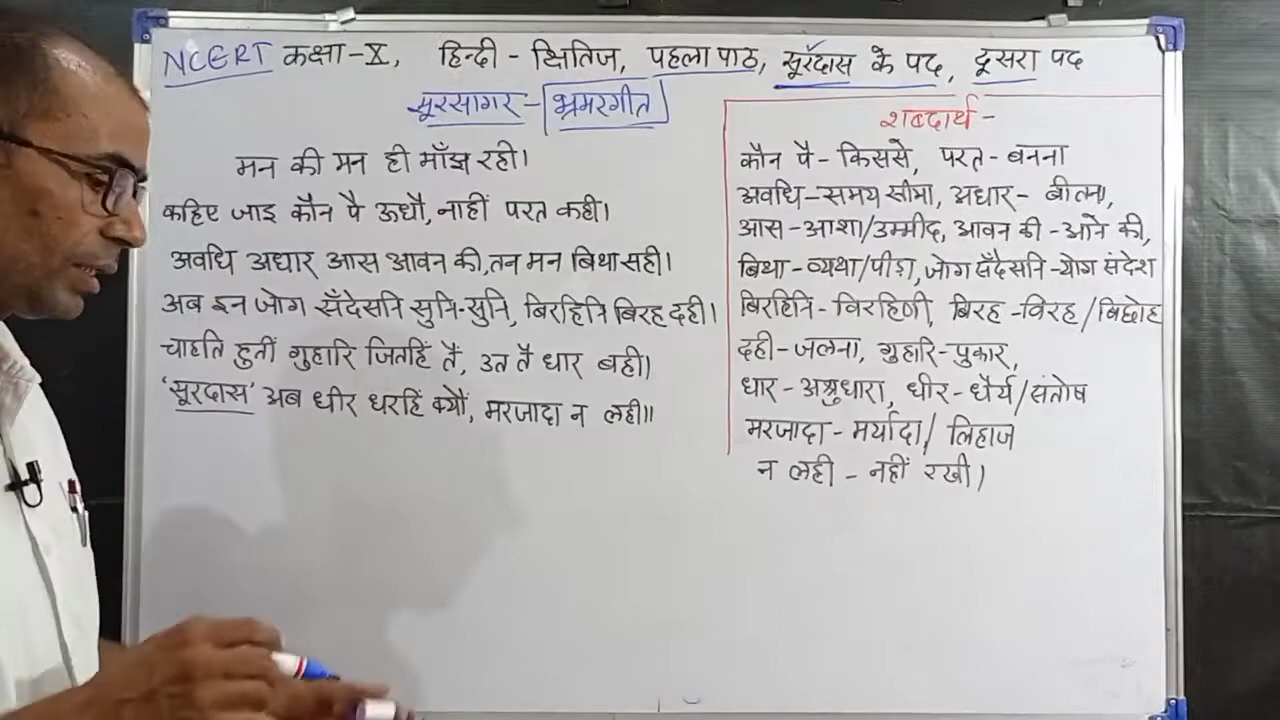 NCERT कक्षा-X, हिन्दी - क्षितिज, पहला पाठ, सूरदास के पद, दूसरा पद
सूरसागर - भ्रमरगीत
मन की मन ही माँझ रही।
कहिए जाइ कौन पै ऊधौ, नाहीं परत कही।
अवधि अधार आस आवन की, तन मन बिथा सही।
अब इन जोग सँदेसनि सुनि-सुनि, बिरहिनि बिरह दही।
चाहति हुतीं गुहारि जितहिं तैं, उत तैं धार बही।
'सूरदास' अब धीर धरहिं क्यौं, मरजादा न लही॥
शब्दार्थ -
कौन पै - किससे, परत - बनना
अवधि - समय सीमा, अधार - बीतना,
आस - आशा/उम्मीद, आवन की - आने की,
बिथा - व्यथा/पीड़ा, जोग सँदेसनि - योग संदेश
बिरहिनि - विरहिणी, बिरह - विरह/बिछोह
दही - जलना, गुहारि - पुकार,
धार - अश्रुधारा, धीर - धैर्य/संतोष
मरजादा - मर्यादा/ लिहाज
न लही - नहीं रखी।